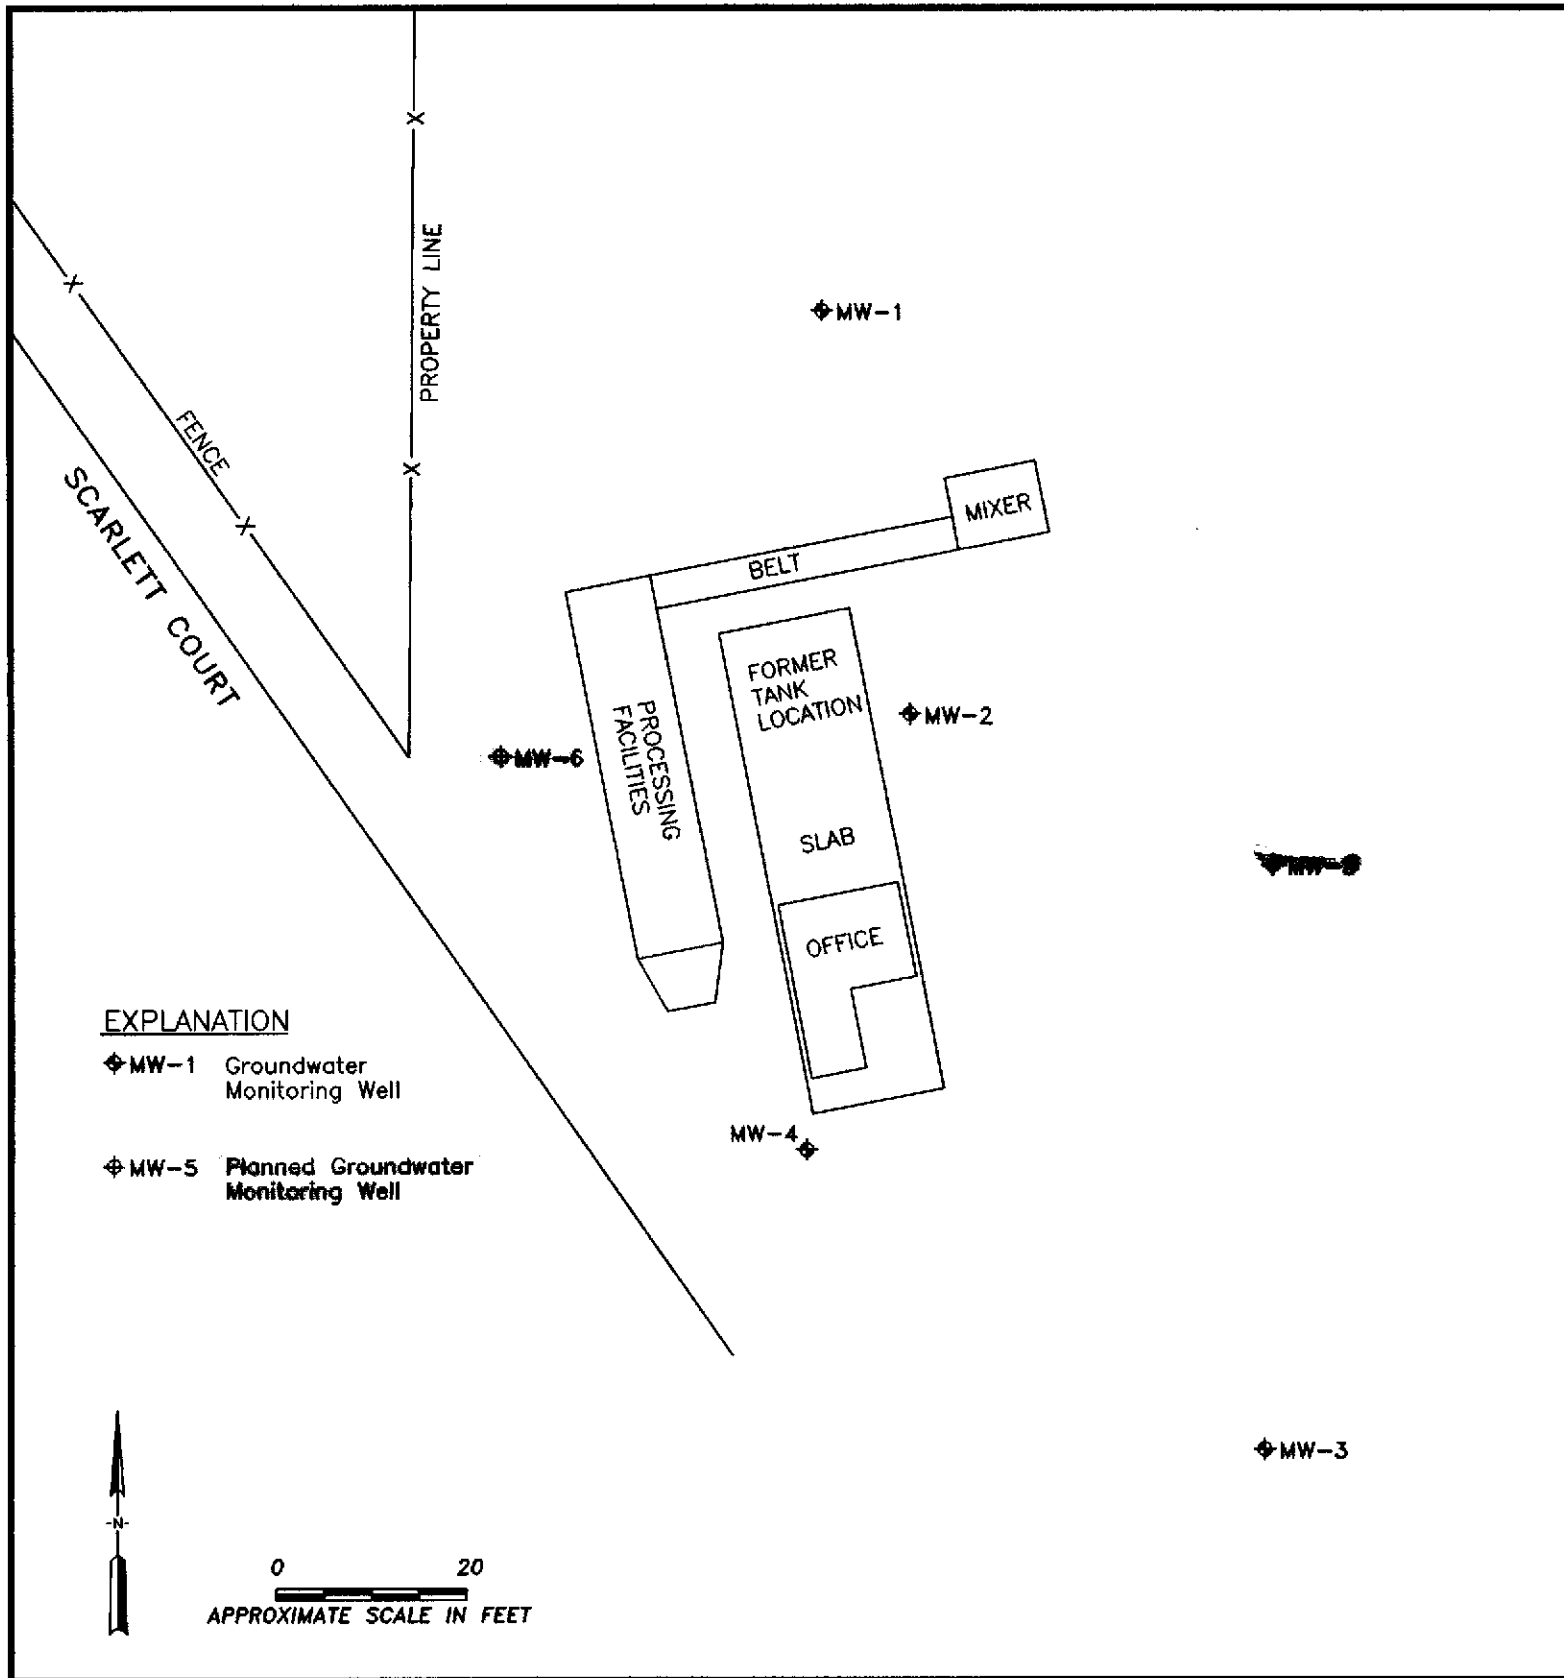 PROPERTY LINE
MW-1
FENCE
SCARLETT COURT
MIXER
BELT
FORMER
TANK
LOCATION
MW-2
PROCESSING
FACILITIES
MW-6
SLAB
OFFICE
EXPLANATION
MW-1 Groundwater
Monitoring Well
MW-4
MW-5 Planned Groundwater
Monitoring Well
MW-3
-N-
0 20
APPROXIMATE SCALE IN FEET